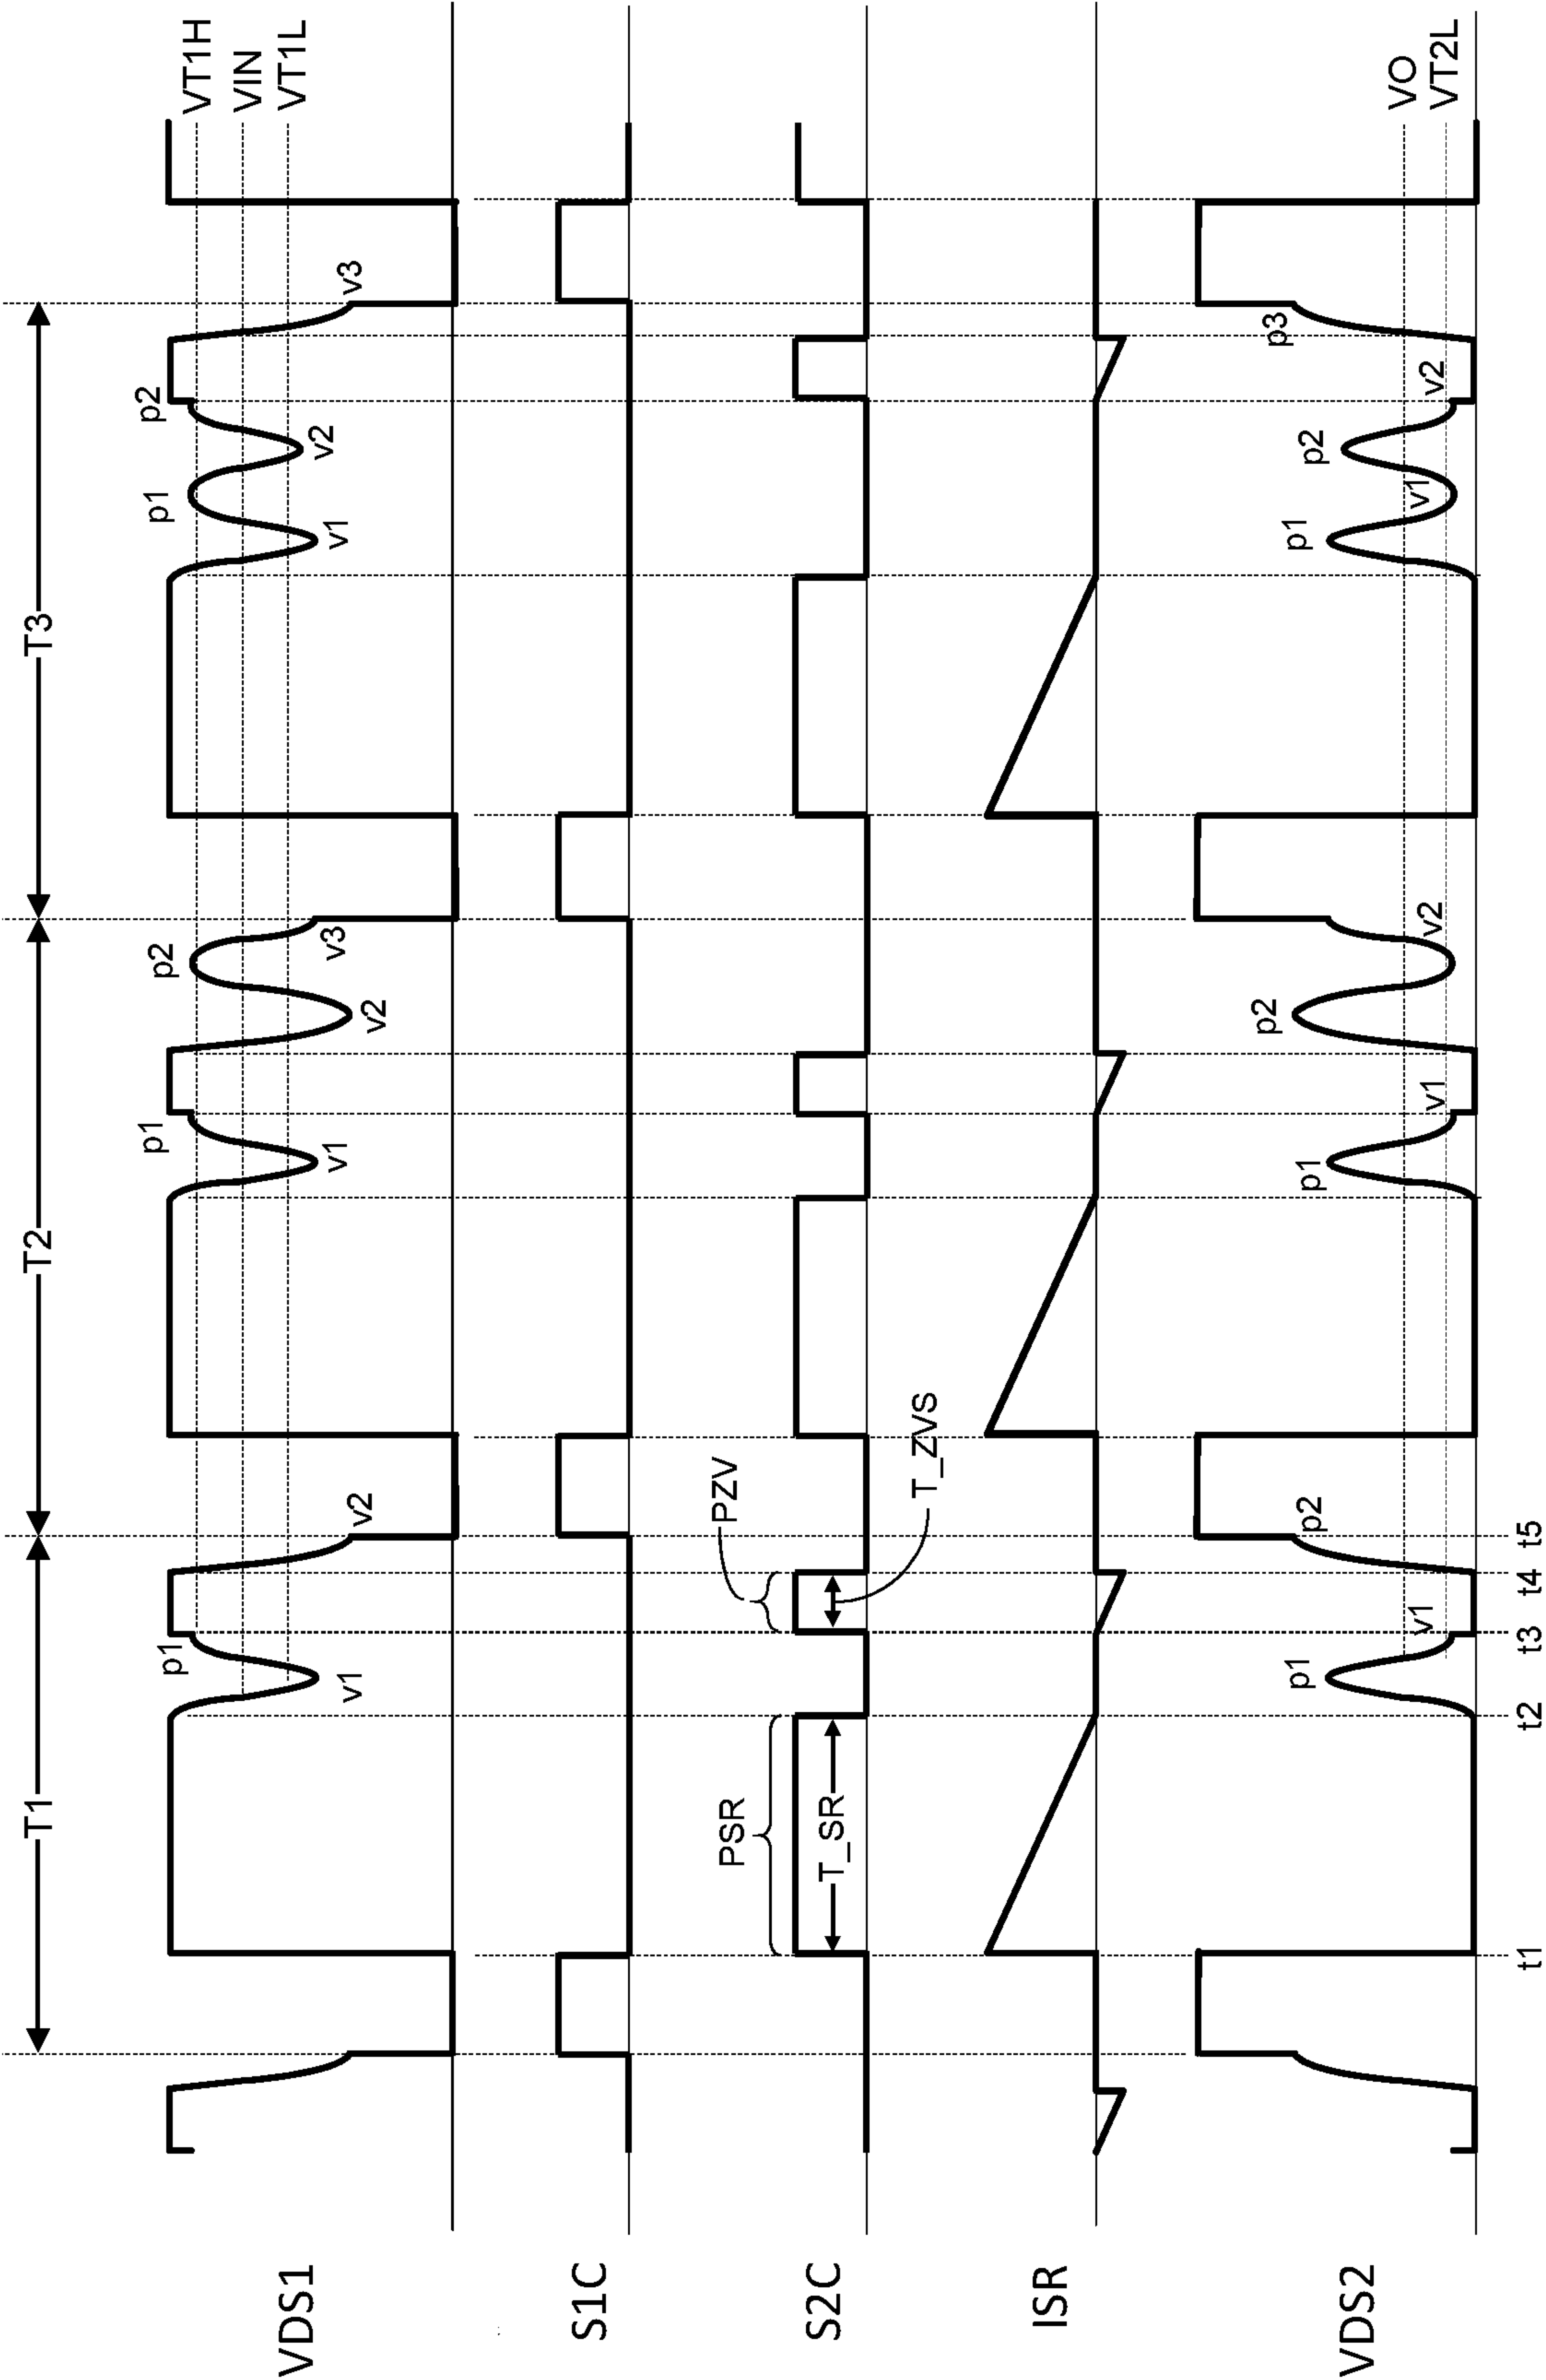 T1
T2
T3
VDS1
p1
v1
v2
p1
v1
v2
p2
v3
p1
v1
v2
p2
v3
VT1H
VIN
VT1L
S1C
S2C
PSR
T_SR
PZV
T_ZVS
ISR
VDS2
p1
v1
p2
p1
v1
p2
v2
p1
v1
p2
v2
p3
VO
VT2L
t1
t2
t3
t4
t5